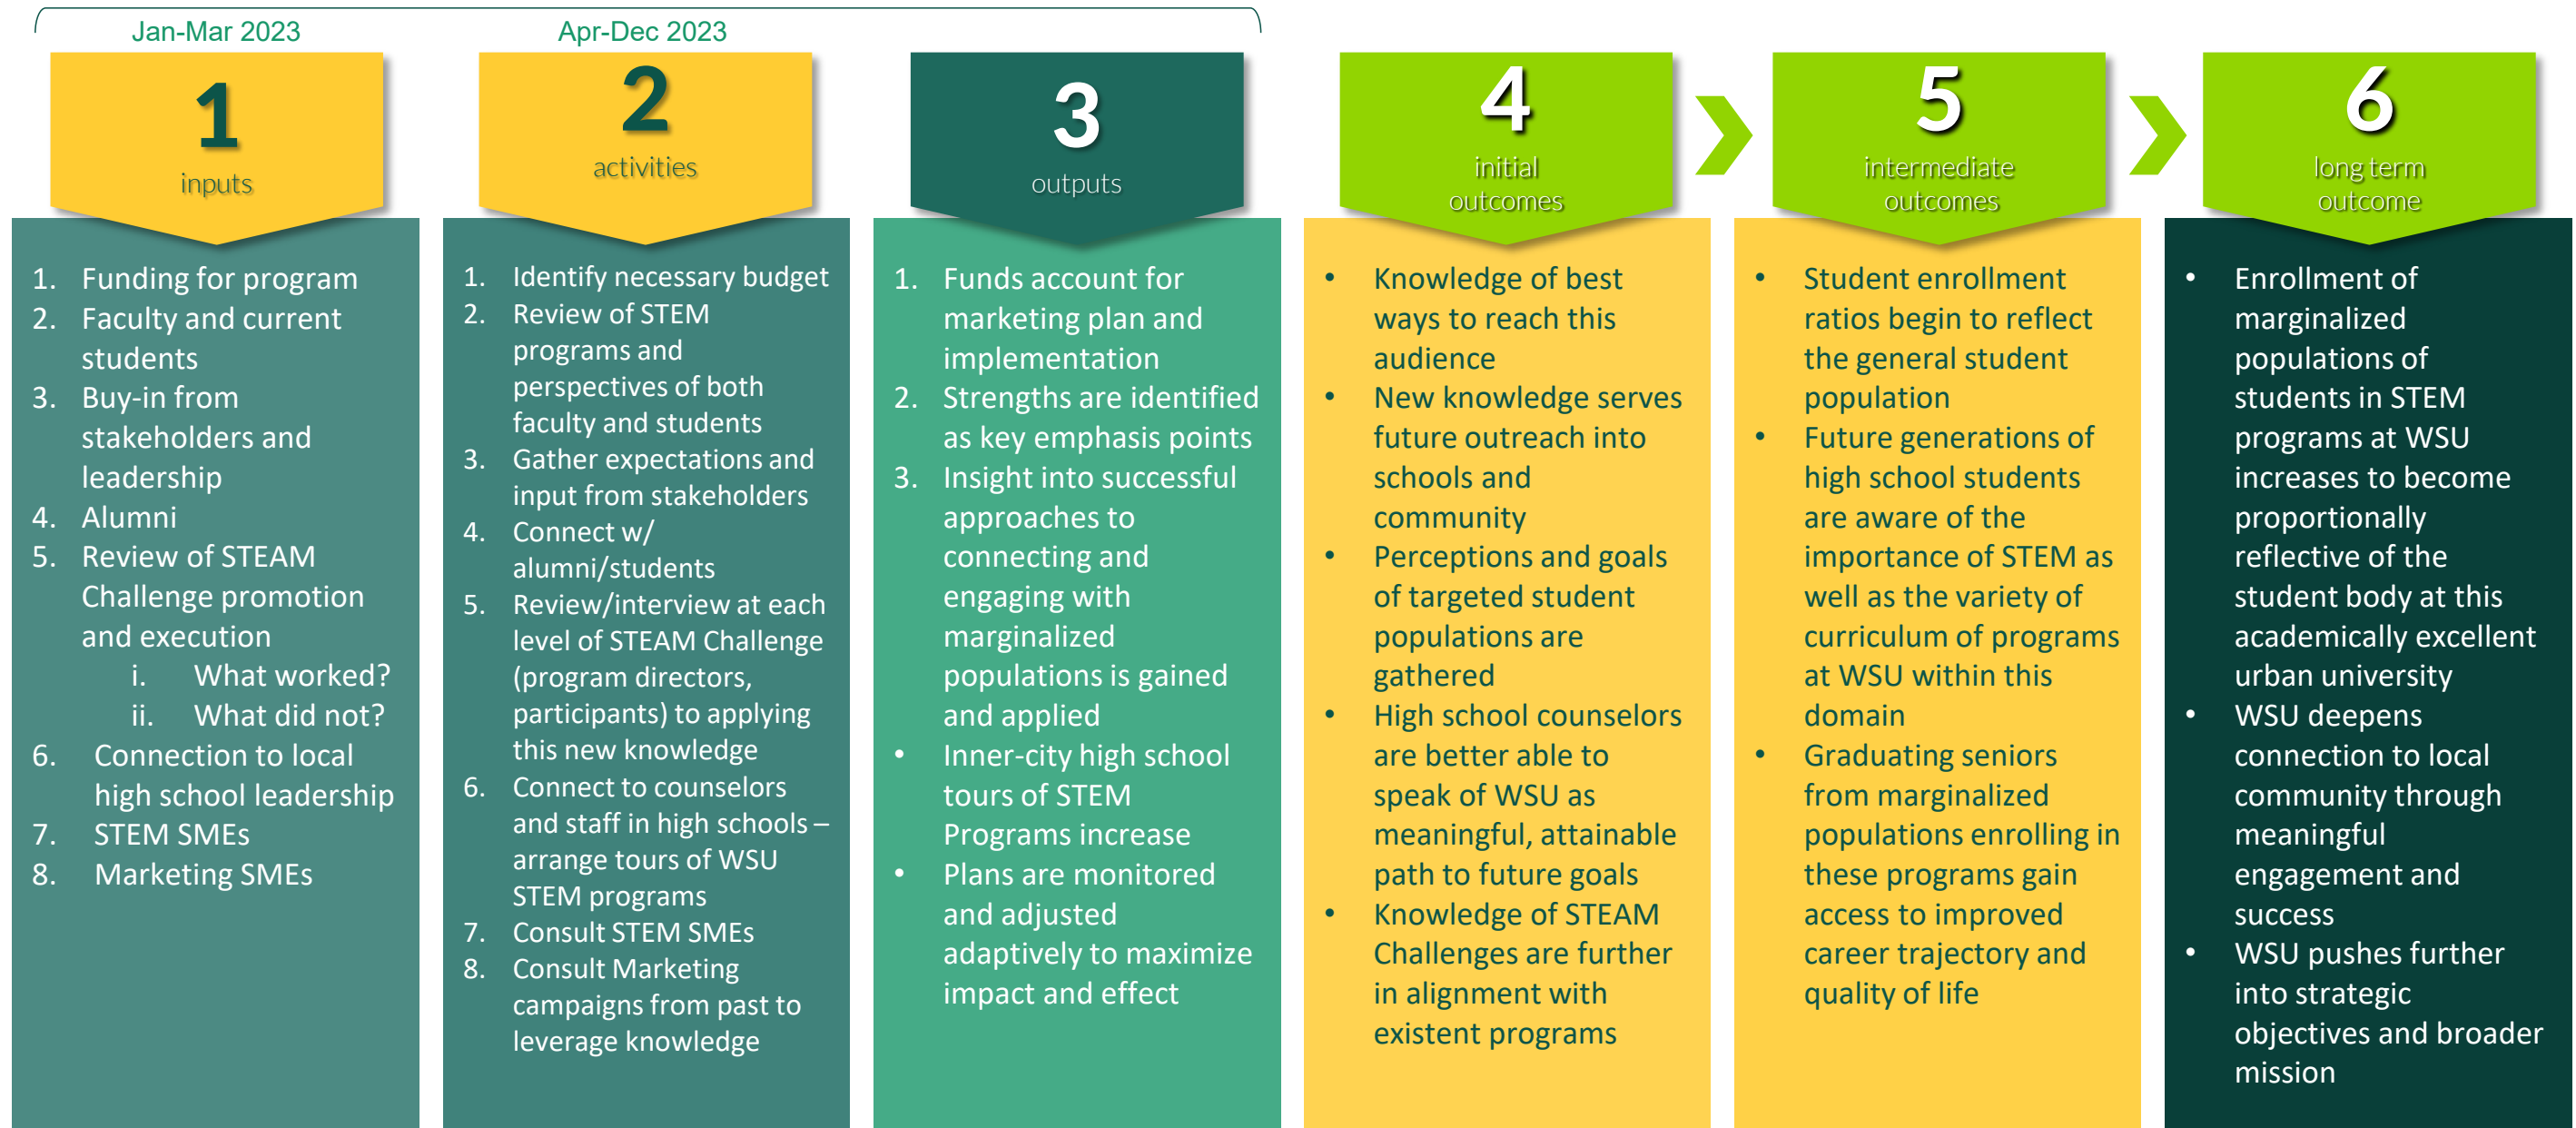 Jan-Mar 2023
Apr-Dec 2023
1
inputs
1. Funding for program
2. Faculty and current
students
3. Buy-in from
stakeholders and
leadership
4. Alumni
5. Review of STEAM
Challenge promotion
and execution
i. What worked?
ii. What did not?
6. Connection to local
high school leadership
7. STEM SMEs
8. Marketing SMEs
2
activities
1. Identify necessary budget
2. Review of STEM
programs and
perspectives of both
faculty and students
3. Gather expectations and
input from stakeholders
4. Connect w/
alumni/students
5. Review/interview at each
level of STEAM Challenge
(program directors,
participants) to applying
this new knowledge
6. Connect to counselors
and staff in high schools –
arrange tours of WSU
STEM programs
7. Consult STEM SMEs
8. Consult Marketing
campaigns from past to
leverage knowledge
3
outputs
1. Funds account for
marketing plan and
implementation
2. Strengths are identified
as key emphasis points
3. Insight into successful
approaches to
connecting and
engaging with
marginalized
populations is gained
and applied
• Inner-city high school
tours of STEM
Programs increase
• Plans are monitored
and adjusted
adaptively to maximize
impact and effect
4
initial
outcomes
• Knowledge of best
ways to reach this
audience
• New knowledge serves
future outreach into
schools and
community
• Perceptions and goals
of targeted student
populations are
gathered
• High school counselors
are better able to
speak of WSU as
meaningful, attainable
path to future goals
• Knowledge of STEAM
Challenges are further
in alignment with
existent programs
5
intermediate
outcomes
• Student enrollment
ratios begin to reflect
the general student
population
• Future generations of
high school students
are aware of the
importance of STEM as
well as the variety of
curriculum of programs
at WSU within this
domain
• Graduating seniors
from marginalized
populations enrolling in
these programs gain
access to improved
career trajectory and
quality of life
6
long term
outcome
• Enrollment of
marginalized
populations of
students in STEM
programs at WSU
increases to become
proportionally
reflective of the
student body at this
academically excellent
urban university
• WSU deepens
connection to local
community through
meaningful
engagement and
success
• WSU pushes further
into strategic
objectives and broader
mission